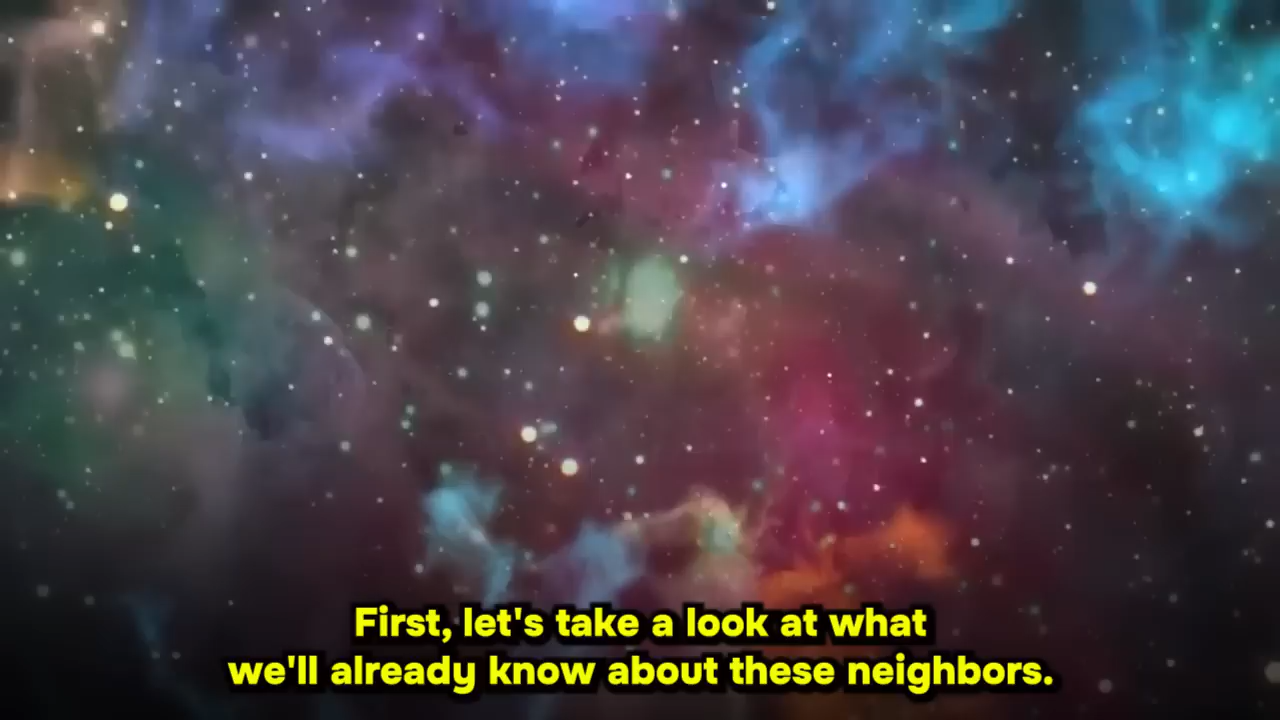 First, let's take a look at what
we'll already know about these neighbors.